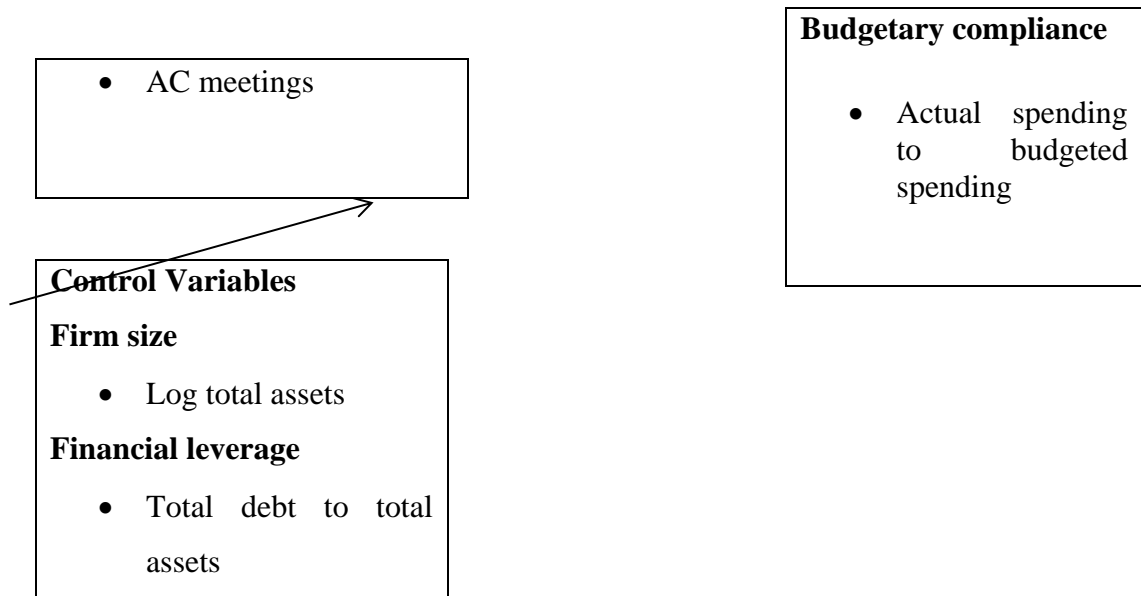 • AC meetings
Control Variables
Firm size
• Log total assets
Financial leverage
• Total debt to total
assets
Budgetary compliance
• Actual spending
to budgeted
spending